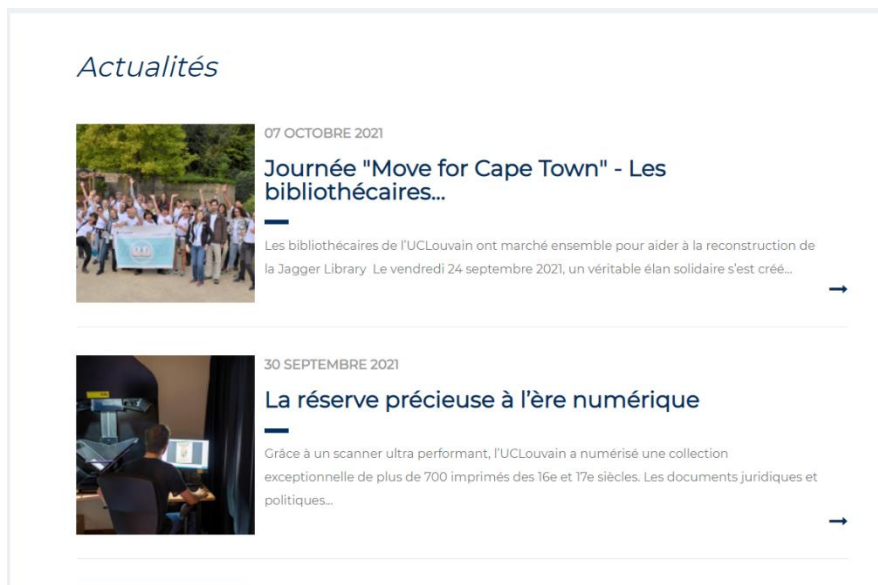 Actualités
07 OCTOBRE 2021
Journée "Move for Cape Town" - Les
bibliothécaires...
Les bibliothécaires de l'UCLouvain ont marché ensemble pour aider à la reconstruction de
la Jagger Library Le vendredi 24 septembre 2021, un véritable élan solidaire s'est créé...
30 SEPTEMBRE 2021
La réserve précieuse à l'ère numérique
Grâce à un scanner ultra performant, l'UCLouvain a numérisé une collection
exceptionnelle de plus de 700 imprimés des 16e et 17e siècles. Les documents juridiques et
politiques...